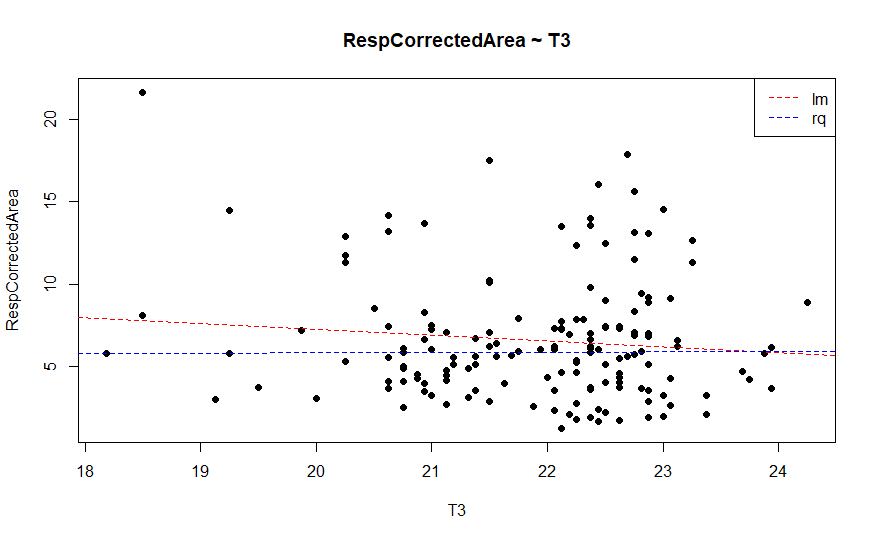 RespCorrectedArea ~ T3
lm
rq
20
15
10
5
RespCorrectedArea
18 19 20 21 22 23 24
T3